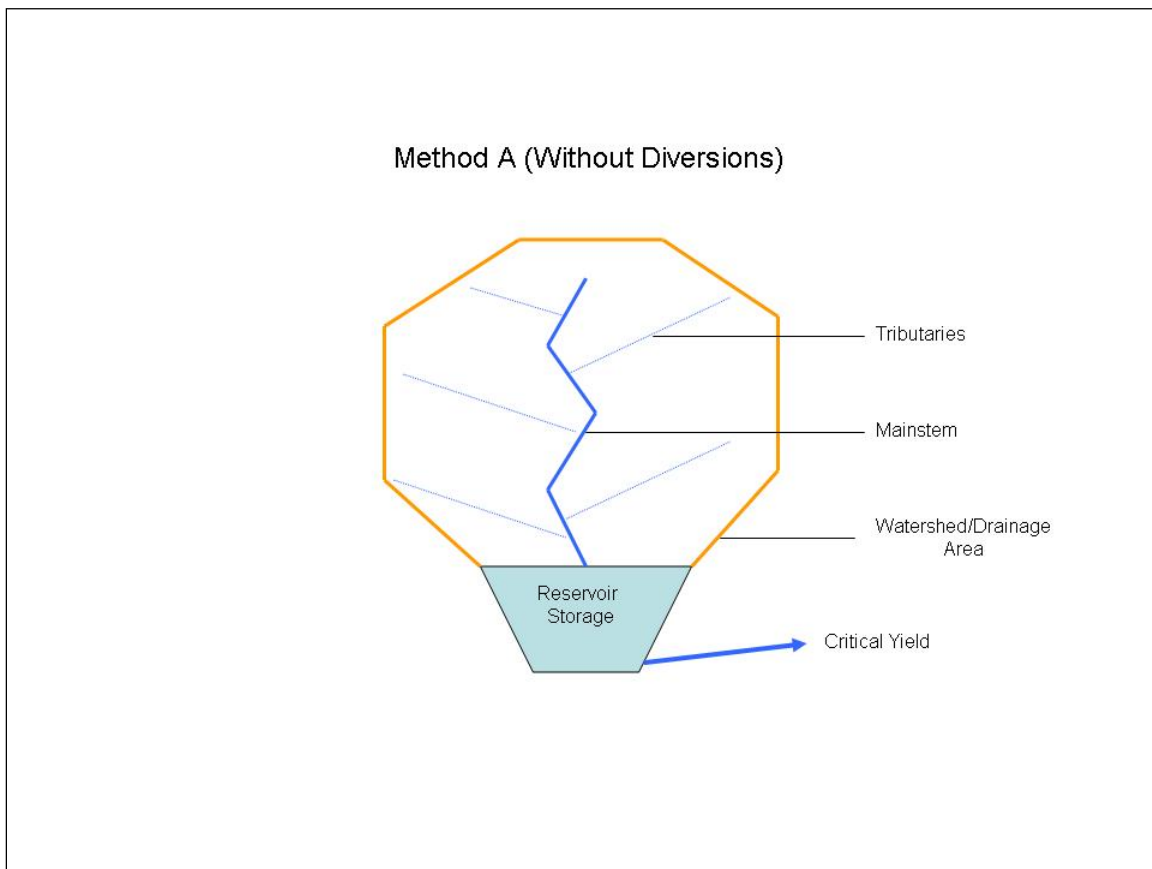 Method A (Without Diversions)
Tributaries
Mainstem
Watershed/Drainage
Area
Reservoir
Storage
Critical Yield